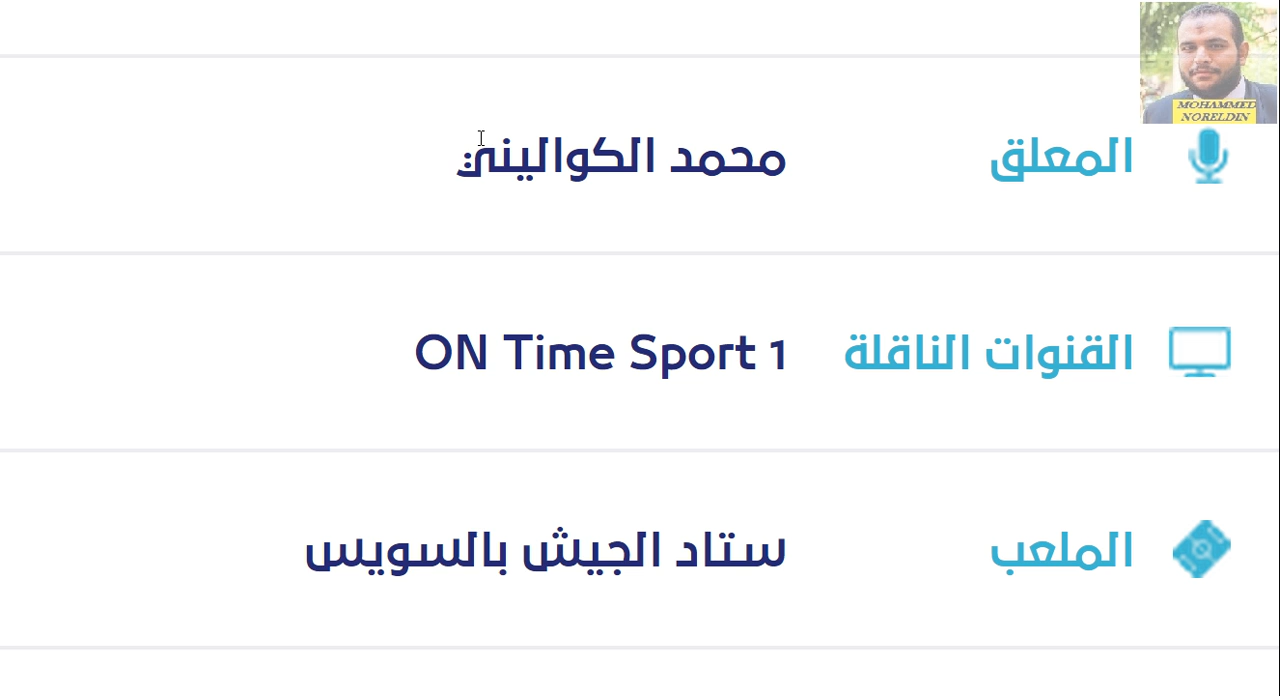 MOHAMMED
NORELDIN
المعلق محمد الكواليني
القنوات الناقلة ON Time Sport 1
الملعب ستاد الجيش بالسويس